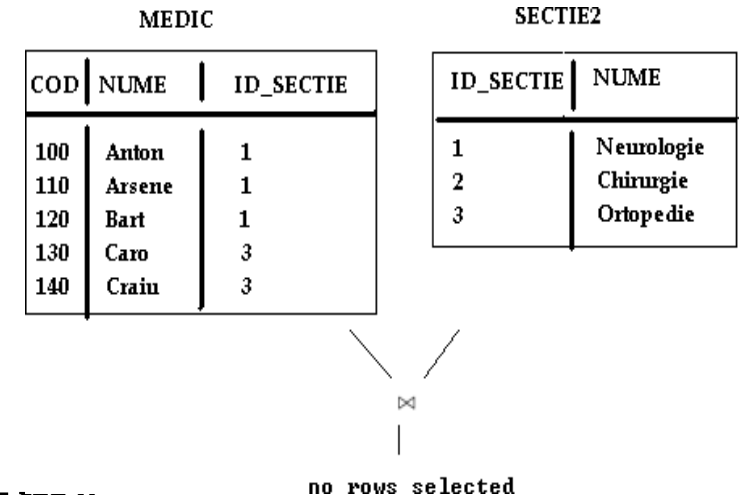 MEDIC
SECTIE2
COD NUME ID_SECTIE
100 Anton 1
110 Arsene 1
120 Bart 1
130 Caro 3
140 Craiu 3
ID_SECTIE NUME
1 Neurologie
2 Chirurgie
3 Ortopedie
⋈
no rows selected